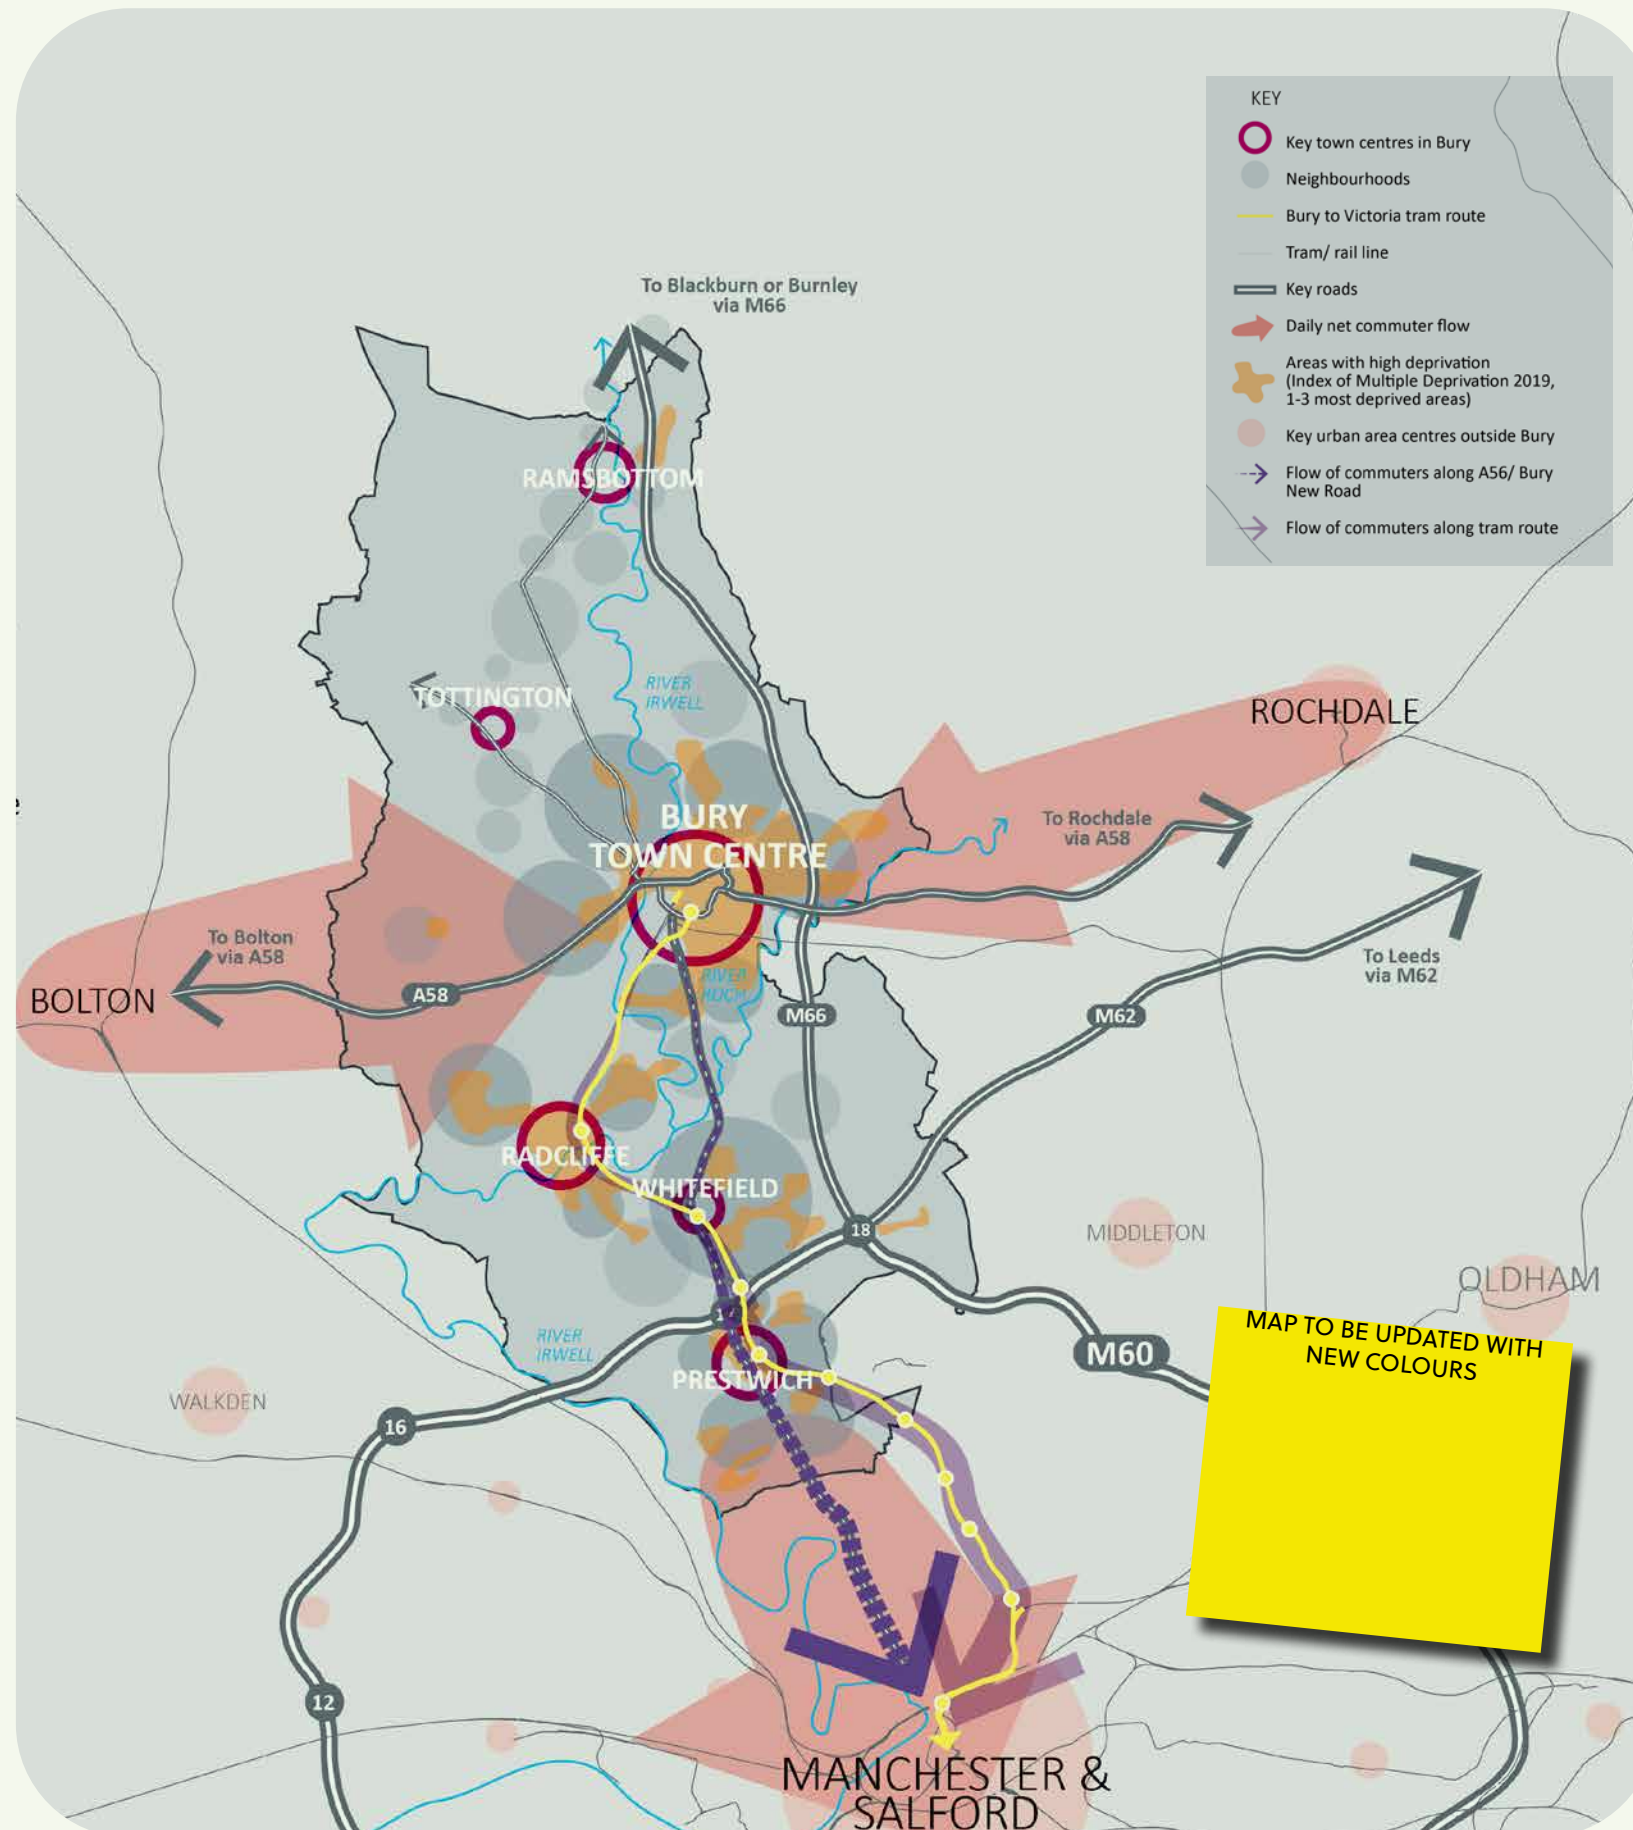 KEY
Key town centres in Bury
Neighbourhoods
Bury to Victoria tram route
Tram/ rail line
Key roads
Daily net commuter flow
Areas with high deprivation
(Index of Multiple Deprivation 2019,
1-3 most deprived areas)
Key urban area centres outside Bury
Flow of commuters along A56/ Bury
New Road
Flow of commuters along tram route
To Blackburn or Burnley
via M66
RAMSBOTTOM
TOTTINGTON
RIVER
IRWELL
ROCHDALE
BURY
TOWN CENTRE
To Rochdale
via A58
To Bolton
via A58
BOLTON
A58
RIVER
ROCH
M66
M62
To Leeds
via M62
RADCLIFFE
WHITEFIELD
18
MIDDLETON
OLDHAM
17
RIVER
IRWELL
PRESTWICH
M60
MAP TO BE UPDATED WITH
NEW COLOURS
WALKDEN
16
12
MANCHESTER &
SALFORD